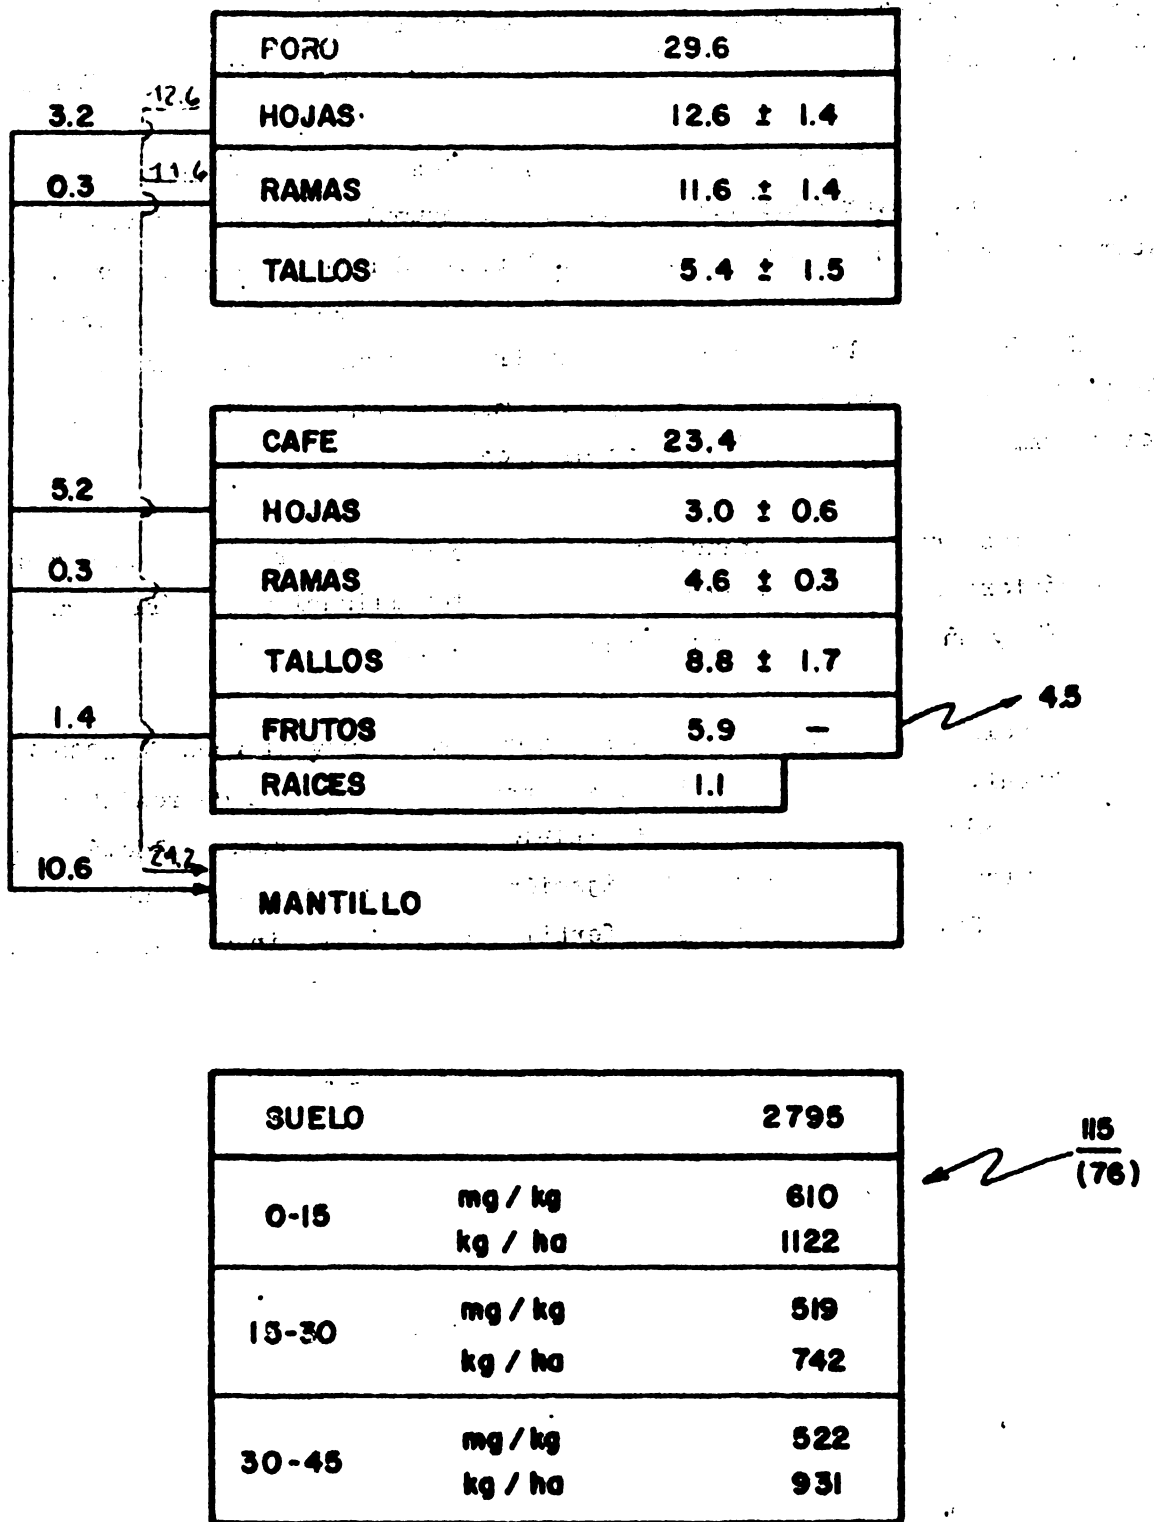 PORO 29.6
3.2 12.6 HOJAS 12.6 ± 1.4
0.3 11.6 RAMAS 11.6 ± 1.4
TALLOS 5.4 ± 1.5
CAFE 23.4
5.2 HOJAS 3.0 ± 0.6
0.3 RAMAS 4.6 ± 0.3
TALLOS 8.8 ± 1.7
1.4 FRUTOS 5.9 – 4.5
RAICES 1.1
10.6 24.2 MANTILLO
SUELO 2795
115
(76)
0-15 mg / kg 610
kg / ha 1122
15-30 mg / kg 519
kg / ha 742
30-45 mg / kg 522
kg / ha 931